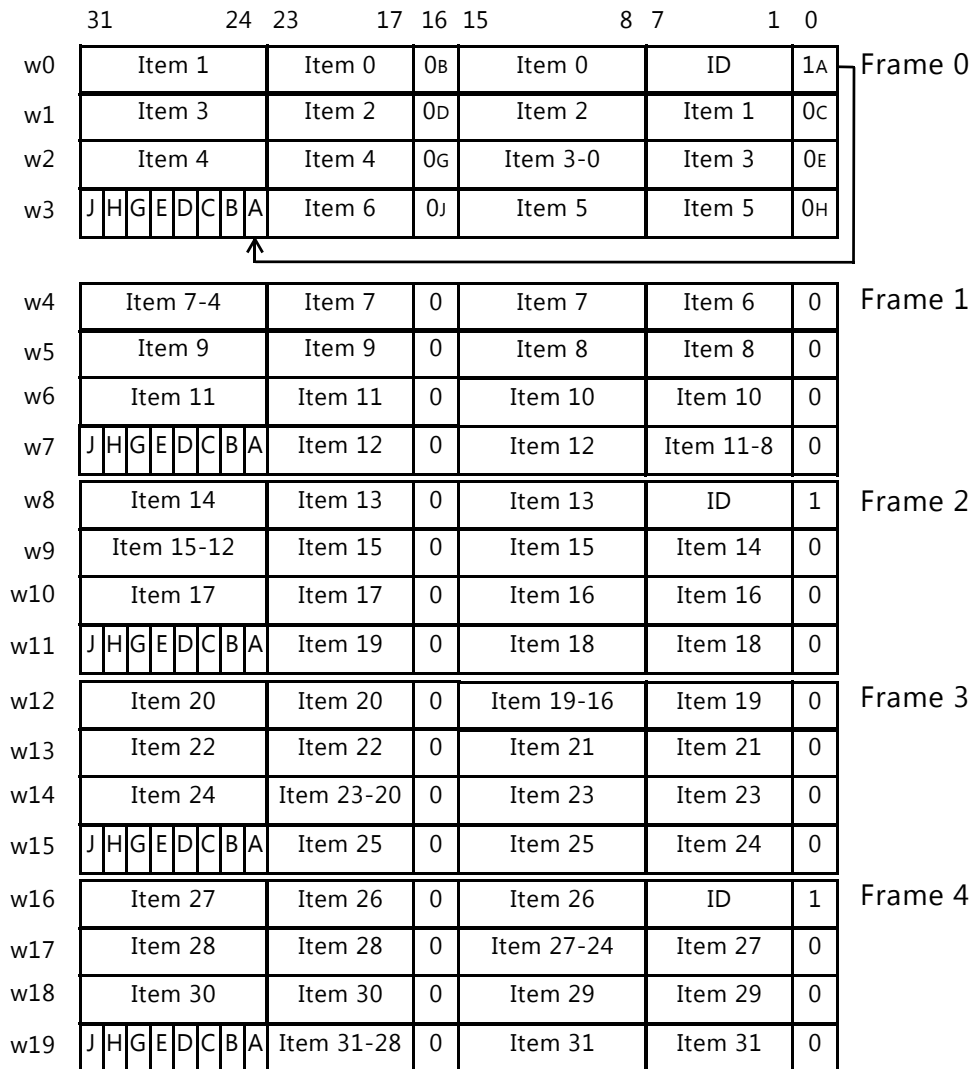 31 24 23 17 16 15 8 7 1 0
w0 Item 1 Item 0 0B Item 0 ID 1A Frame 0
w1 Item 3 Item 2 0D Item 2 Item 1 0C
w2 Item 4 Item 4 0G Item 3-0 Item 3 0E
w3 J H G E D C B A Item 6 0J Item 5 Item 5 0H
w4 Item 7-4 Item 7 0 Item 7 Item 6 0 Frame 1
w5 Item 9 Item 9 0 Item 8 Item 8 0
w6 Item 11 Item 11 0 Item 10 Item 10 0
w7 J H G E D C B A Item 12 0 Item 12 Item 11-8 0
w8 Item 14 Item 13 0 Item 13 ID 1 Frame 2
w9 Item 15-12 Item 15 0 Item 15 Item 14 0
w10 Item 17 Item 17 0 Item 16 Item 16 0
w11 J H G E D C B A Item 19 0 Item 18 Item 18 0
w12 Item 20 Item 20 0 Item 19-16 Item 19 0 Frame 3
w13 Item 22 Item 22 0 Item 21 Item 21 0
w14 Item 24 Item 23-20 0 Item 23 Item 23 0
w15 J H G E D C B A Item 25 0 Item 25 Item 24 0
w16 Item 27 Item 26 0 Item 26 ID 1 Frame 4
w17 Item 28 Item 28 0 Item 27-24 Item 27 0
w18 Item 30 Item 30 0 Item 29 Item 29 0
w19 J H G E D C B A Item 31-28 0 Item 31 Item 31 0